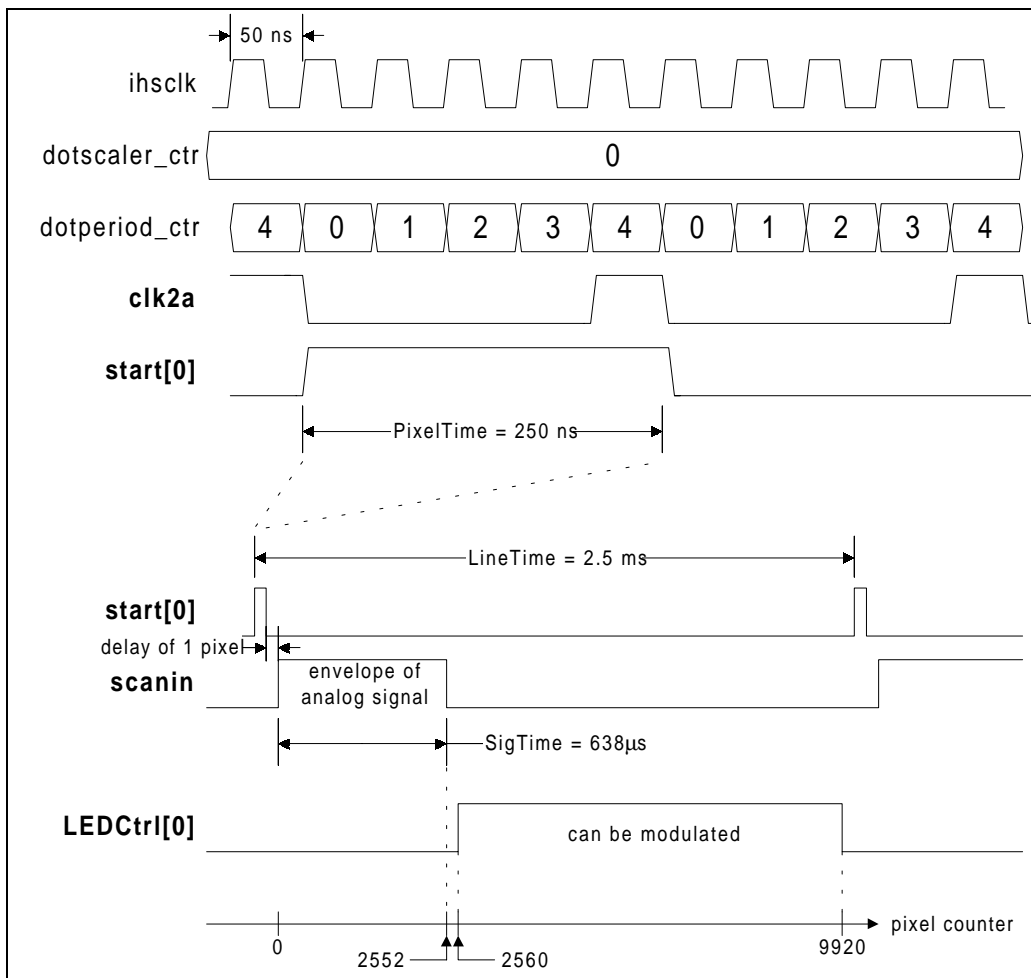 50 ns
ihsclk
dotscaler_ctr
0
dotperiod_ctr
4 0 1 2 3 4 0 1 2 3 4
clk2a
start[0]
PixelTime = 250 ns
LineTime = 2.5 ms
start[0]
delay of 1 pixel
scanin
envelope of
analog signal
SigTime = 638µs
LEDCtrl[0]
can be modulated
pixel counter
0
9920
2552
2560